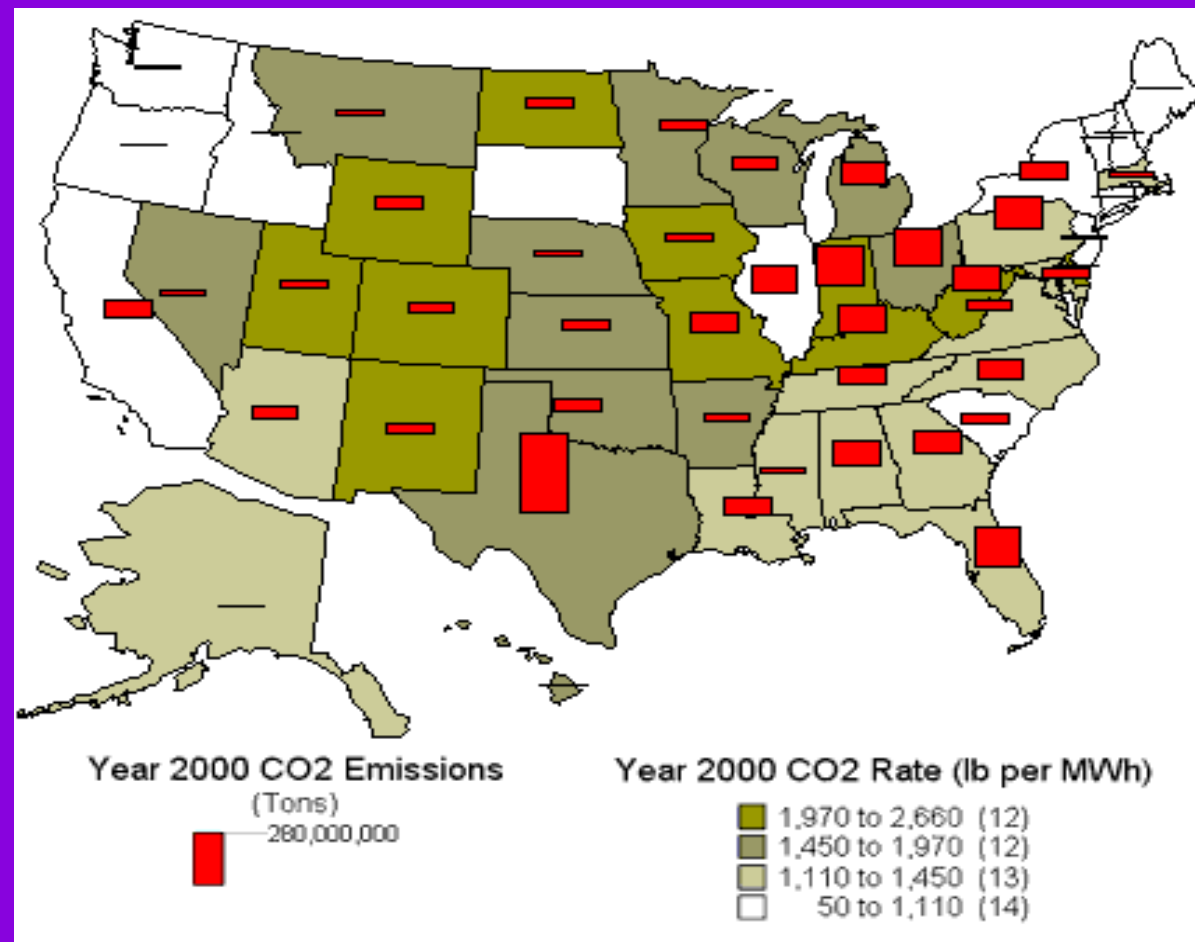 Year 2000 CO2 Emissions
(Tons)
280,000,000
Year 2000 CO2 Rate (lb per MWh)
1,970 to 2,660 (12)
1,450 to 1,970 (12)
1,110 to 1,450 (13)
50 to 1,110 (14)